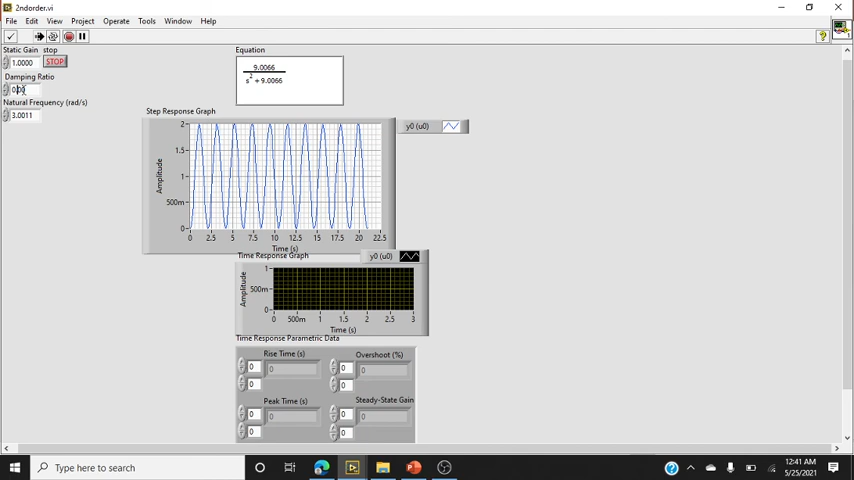 2ndorder.vi
File Edit View Project Operate Tools Window Help
Static Gain stop
1.0000 STOP
Damping Ratio
0.00
Natural Frequency (rad/s)
3.0011
Equation
9.0066
s2 + 9.0066
Step Response Graph
y0 (u0)
Amplitude
2
1.5
1
500m
0
0 2.5 5 7.5 10 12.5 15 17.5 20 22.5
Time (s)
Time Response Graph
y0 (u0)
Amplitude
1
500m
0
0 500m 1 1.5 2 2.5 3
Time (s)
Time Response Parametric Data
Rise Time (s) Overshoot (%)
0 0 0 0
0 0
Peak Time (s) Steady-State Gain
0 0 0 0
0 0
Type here to search
12:41 AM
5/25/2021